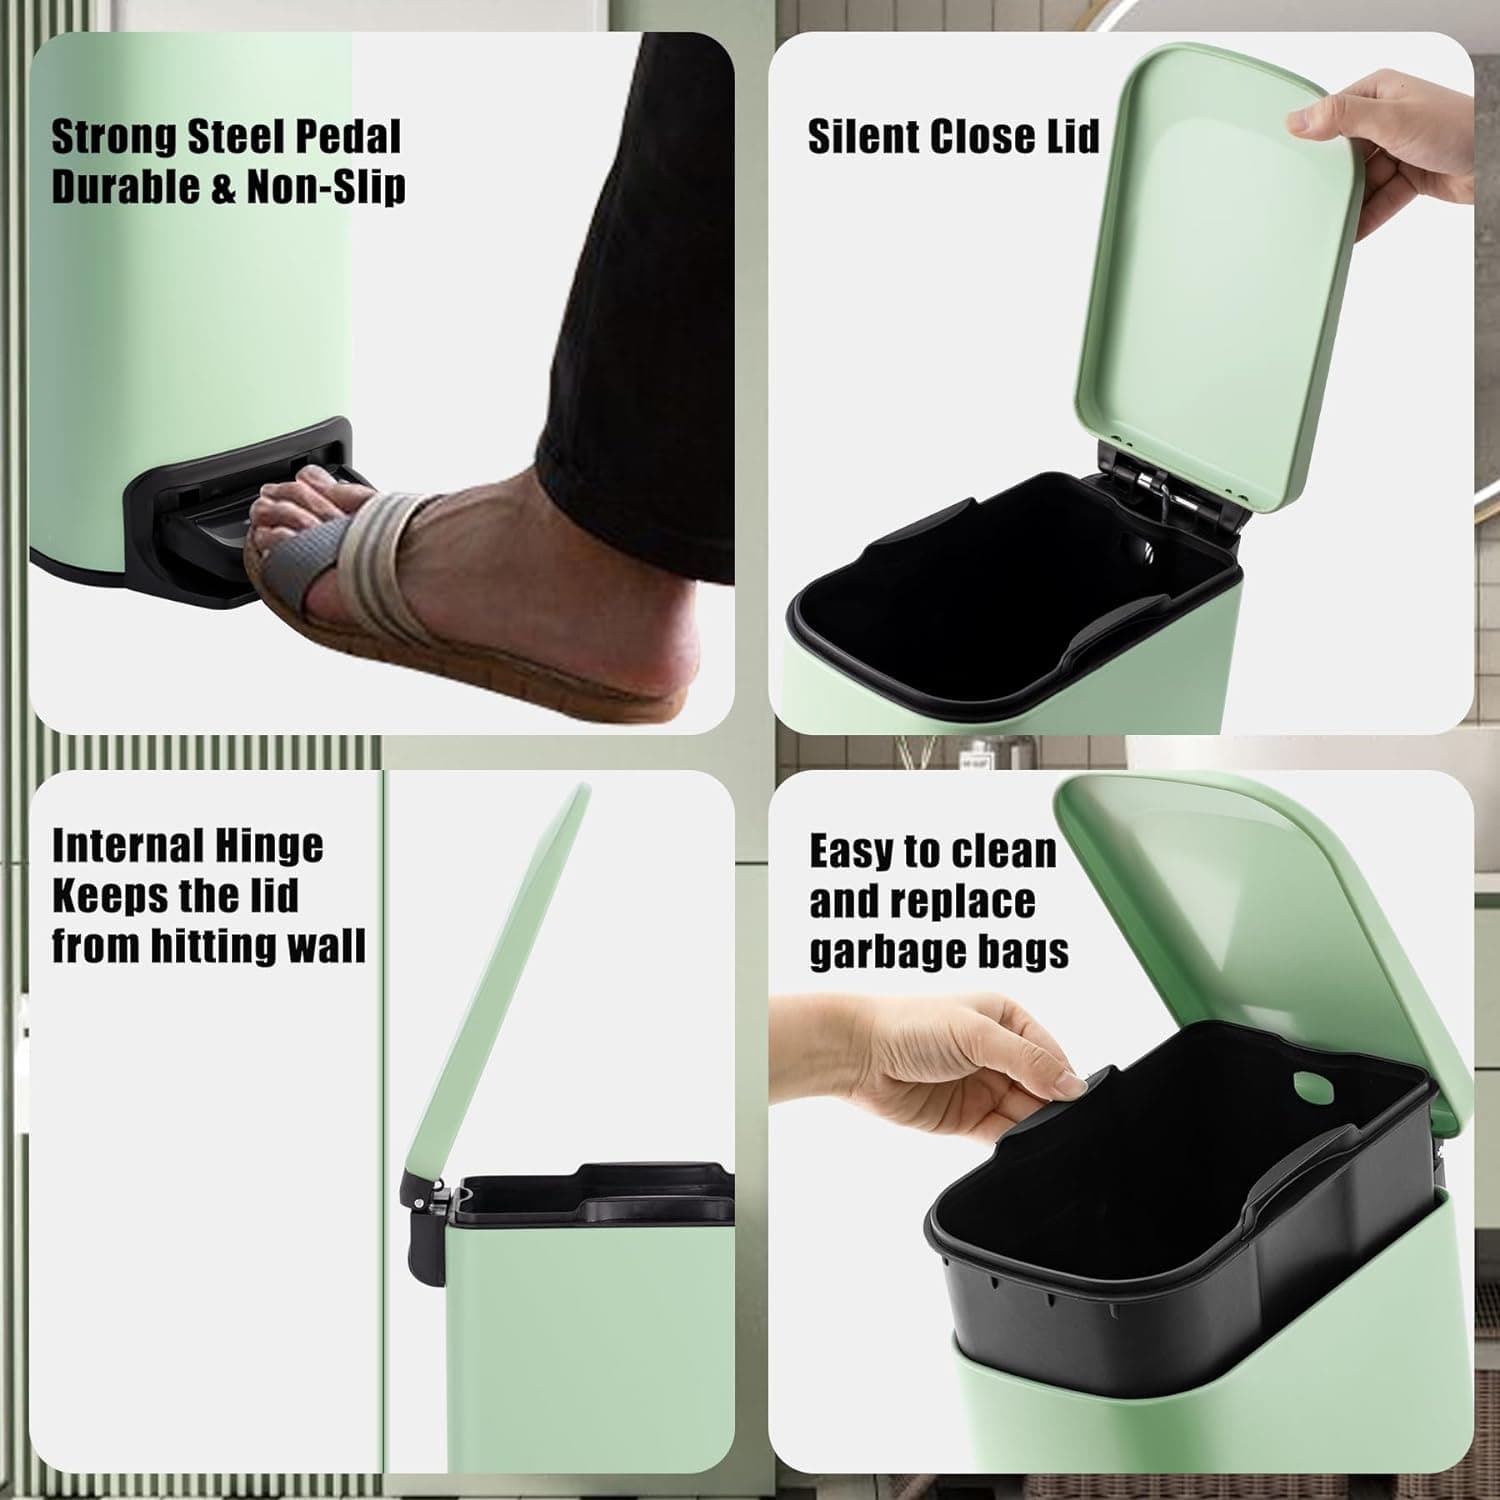 Strong Steel Pedal
Durable & Non-Slip
Silent Close Lid
Internal Hinge
Keeps the lid
from hitting wall
Easy to clean
and replace
garbage bags